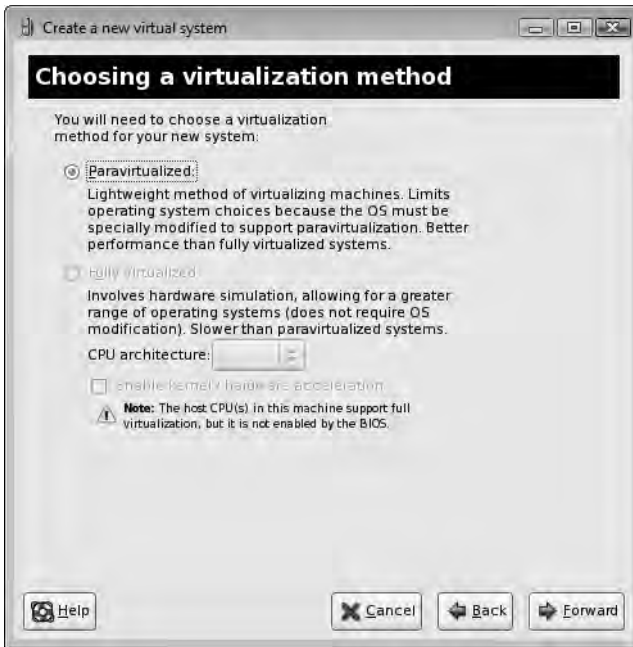 Create a new virtual system
Choosing a virtualization method
You will need to choose a virtualization
method for your new system:
Paravirtualized:
Lightweight method of virtualizing machines. Limits
operating system choices because the OS must be
specially modified to support paravirtualization. Better
performance than fully virtualized systems.
Fully Virtualized:
Involves hardware simulation, allowing for a greater
range of operating systems (does not require OS
modification). Slower than paravirtualized systems.
CPU architecture:
Enable kernel / hardware acceleration
Note: The host CPU(s) in this machine support full
virtualization, but it is not enabled by the BIOS.
Help
Cancel
Back
Forward